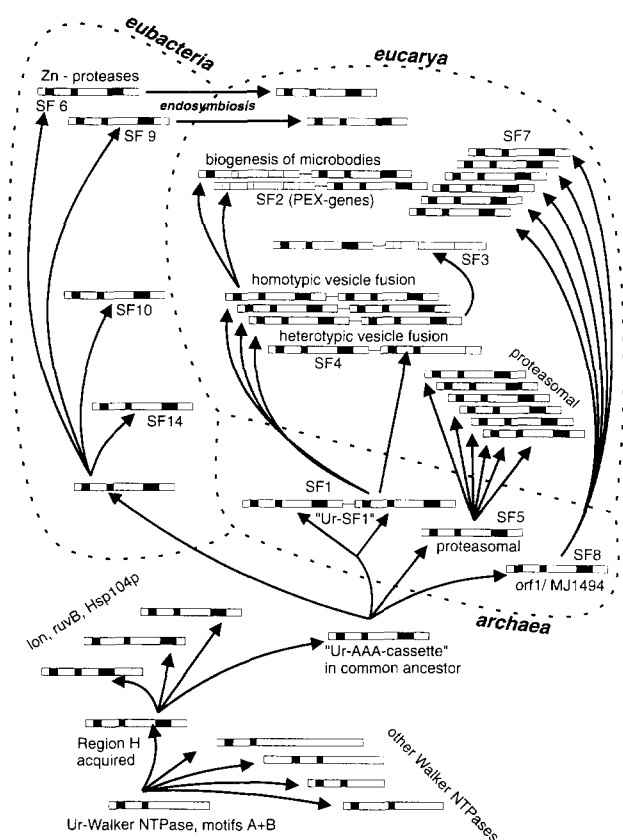 eubacteria
eucarya
Zn - proteases
SF 6
endosymbiosis
SF 9
SF7
biogenesis of microbodies
SF2 (PEX-genes)
SF3
homotypic vesicle fusion
SF10
heterotypic vesicle fusion
SF4
proteasomal
SF14
SF1
"Ur-SF1"
SF5
proteasomal
SF8
orf1/ MJ1494
archaea
lon, ruvB, Hsp104p
"Ur-AAA-cassette"
in common ancestor
Region H
acquired
other Walker NTPases
Ur-Walker NTPase, motifs A+B